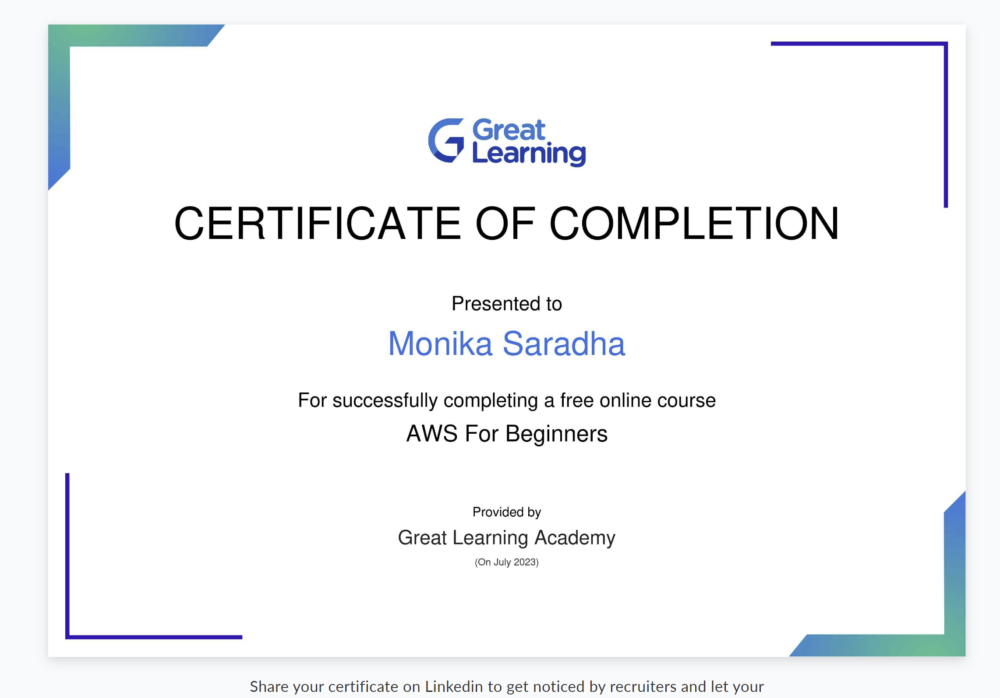 Great
Learning
CERTIFICATE OF COMPLETION
Presented to
Monika Saradha
For successfully completing a free online course
AWS For Beginners
Provided by
Great Learning Academy
(On July 2023)
Share your certificate on Linkedin to get noticed by recruiters and let your